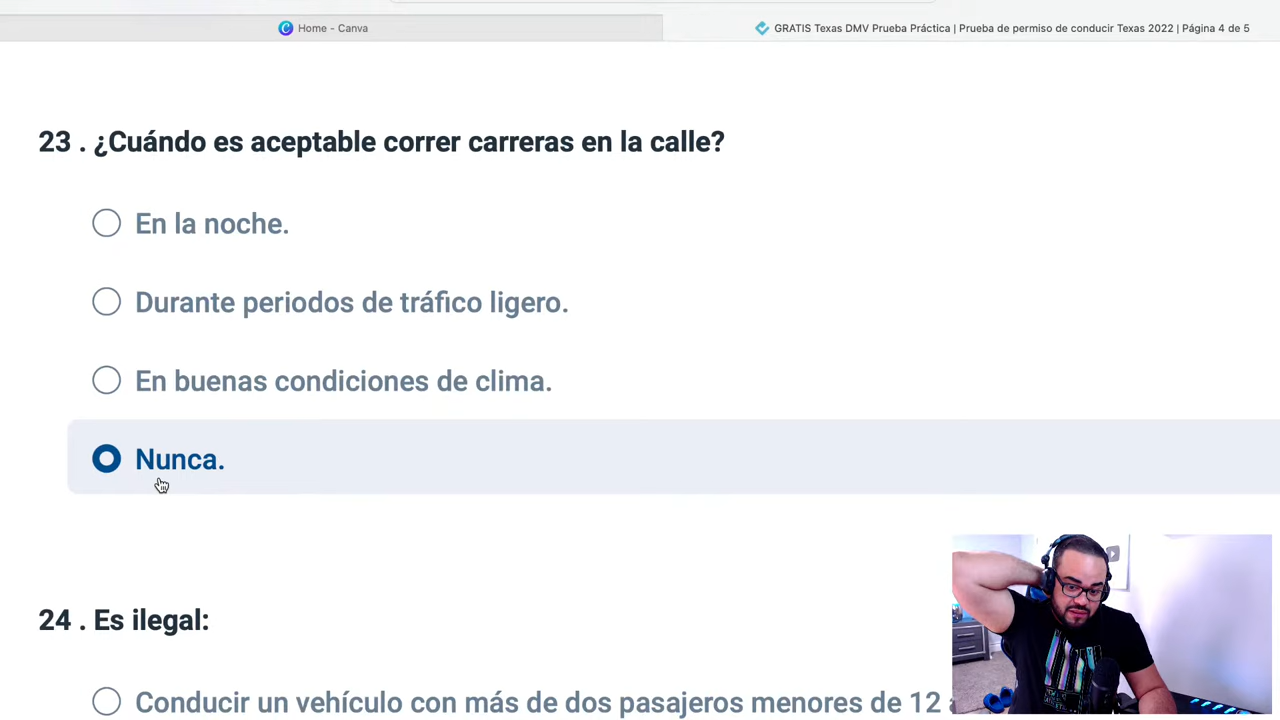 Home – Canva
GRATIS Texas DMV Prueba Práctica | Prueba de permiso de conducir Texas 2022 | Página 4 de 5
23 . ¿Cuándo es aceptable correr carreras en la calle?
En la noche.
Durante periodos de tráfico ligero.
En buenas condiciones de clima.
Nunca.
24 . Es ilegal:
Conducir un vehículo con más de dos pasajeros menores de 12